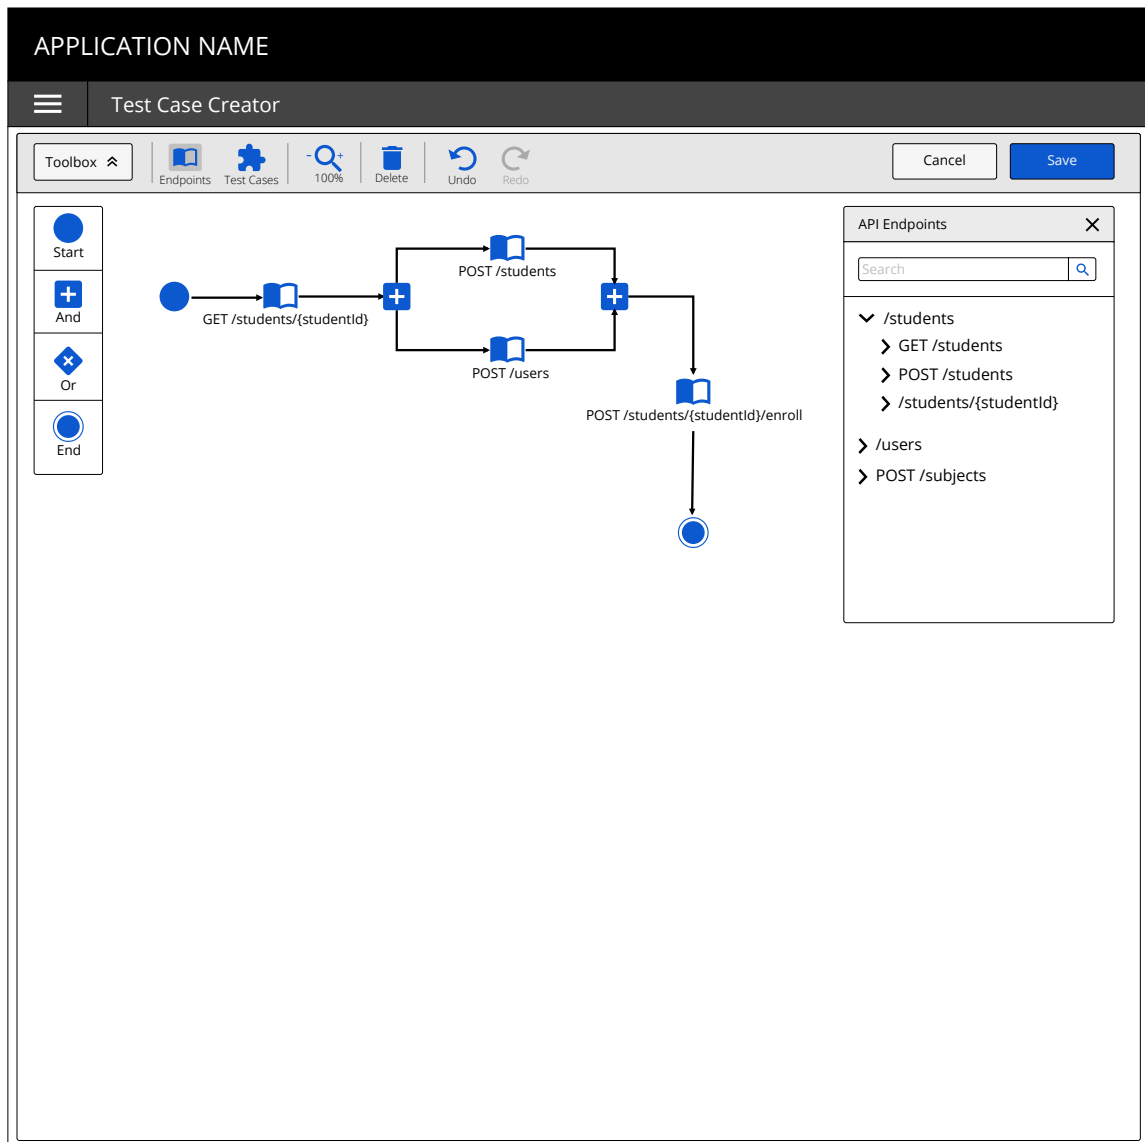 APPLICATION NAME
Test Case Creator
Toolbox
Endpoints
Test Cases
- +
100%
Delete
Undo
Redo
Cancel
Save
Start
And
Or
End
GET /students/{studentId}
POST /students
POST /users
POST /students/{studentId}/enroll
API Endpoints
Search
/students
GET /students
POST /students
/students/{studentId}
/users
POST /subjects